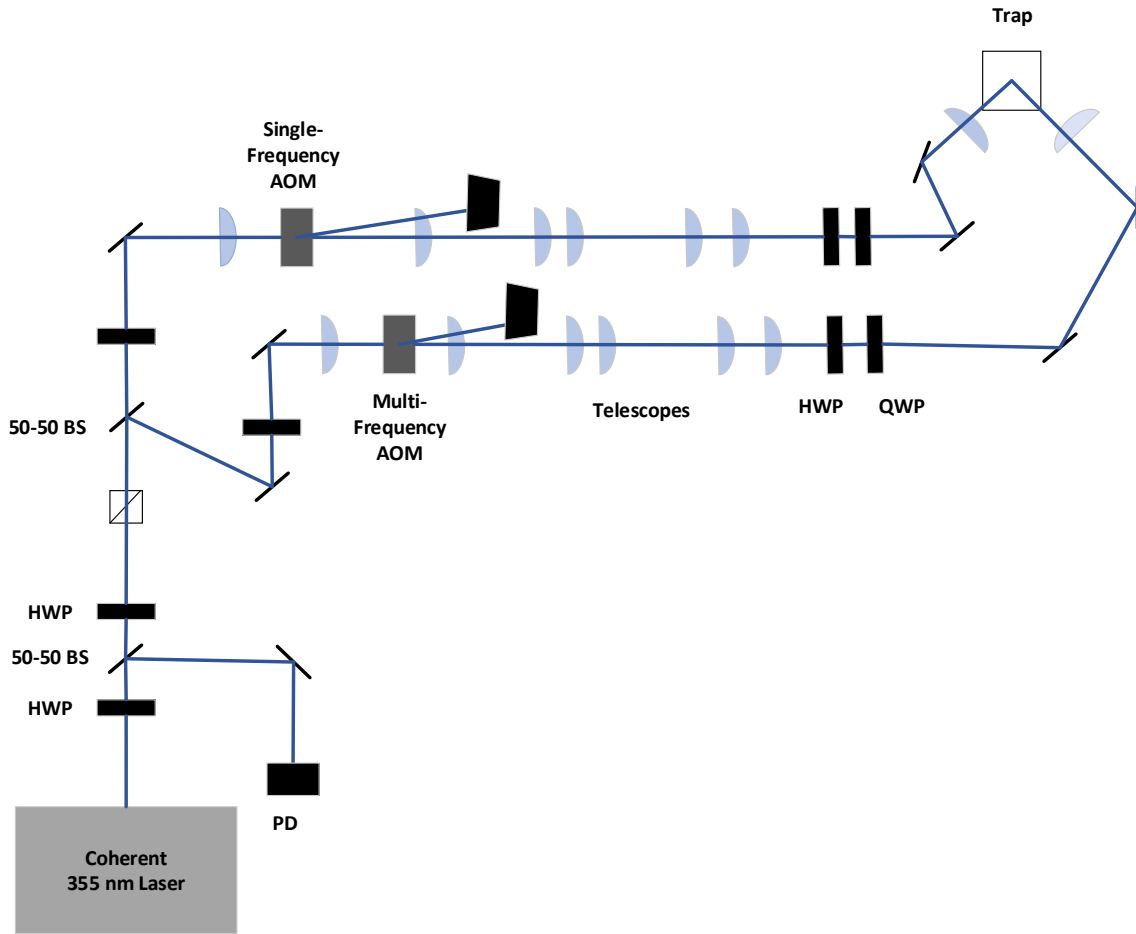 Trap
Single-
Frequency
AOM
50-50 BS
Multi-
Frequency
AOM
Telescopes
HWP
QWP
HWP
50-50 BS
HWP
PD
Coherent
355 nm Laser